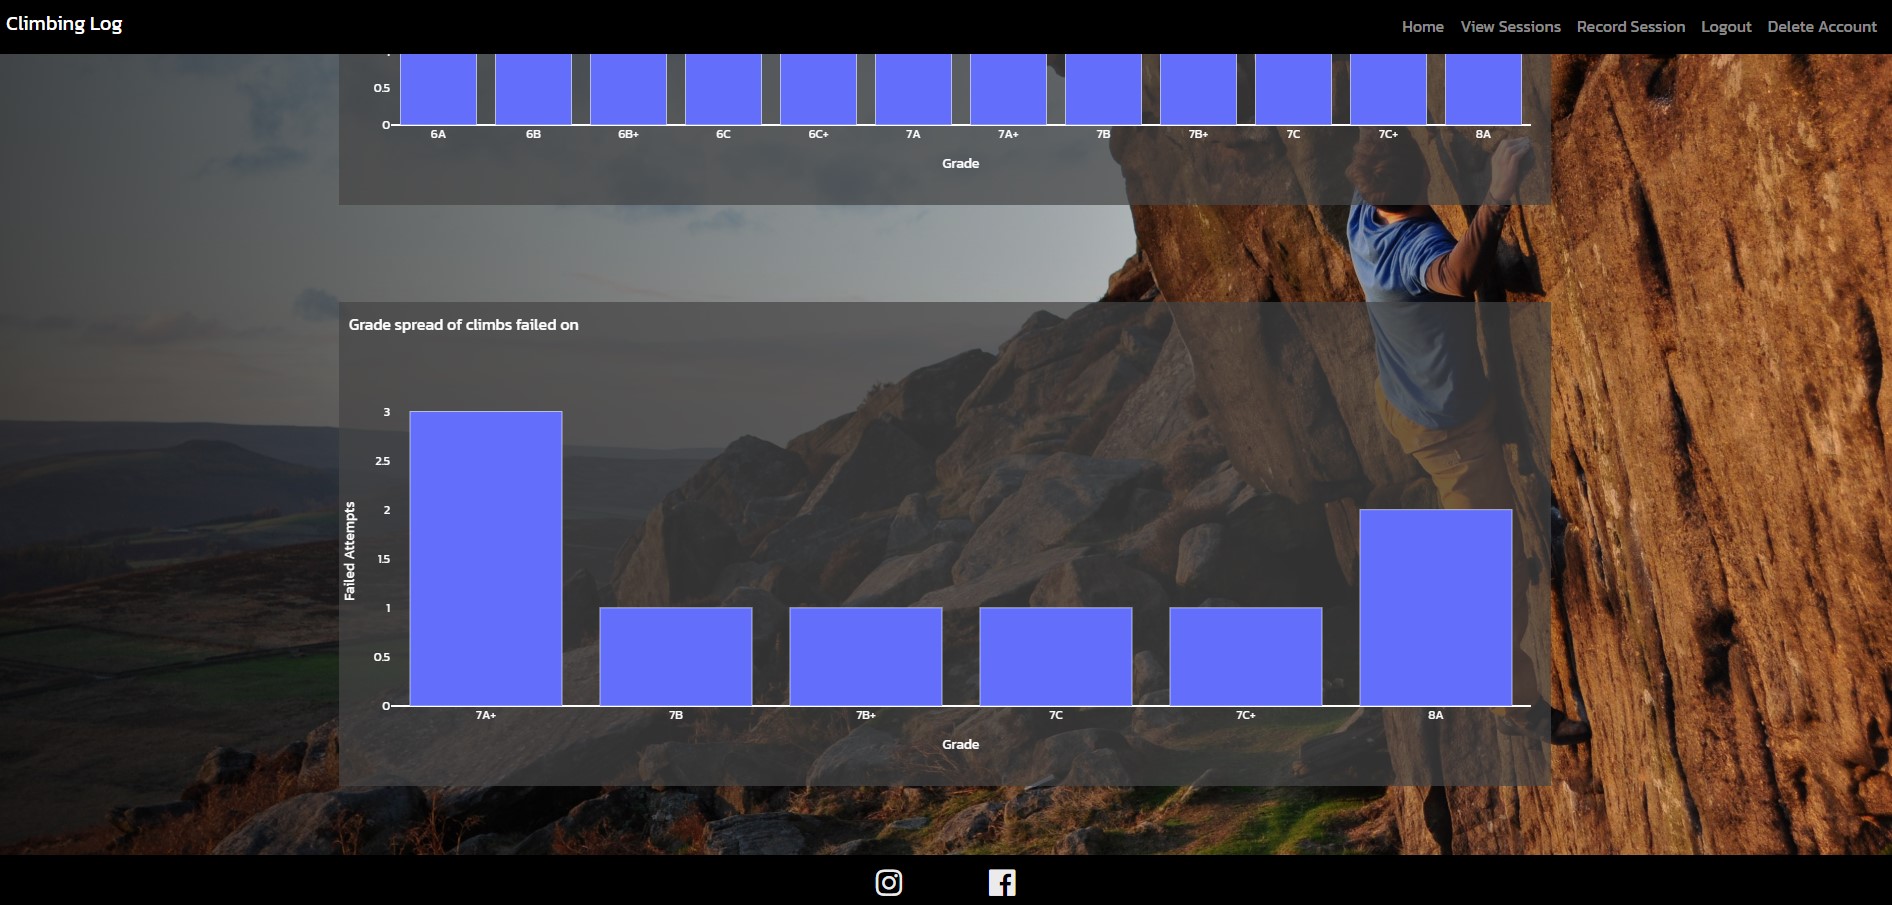 Climbing Log
Home View Sessions Record Session Logout Delete Account
0.5
0
6A 6B 6B+ 6C 6C+ 7A 7A+ 7B 7B+ 7C 7C+ 8A
Grade
Grade spread of climbs failed on
3
2.5
2
1.5
1
0.5
0
Failed Attempts
7A+ 7B 7B+ 7C 7C+ 8A
Grade